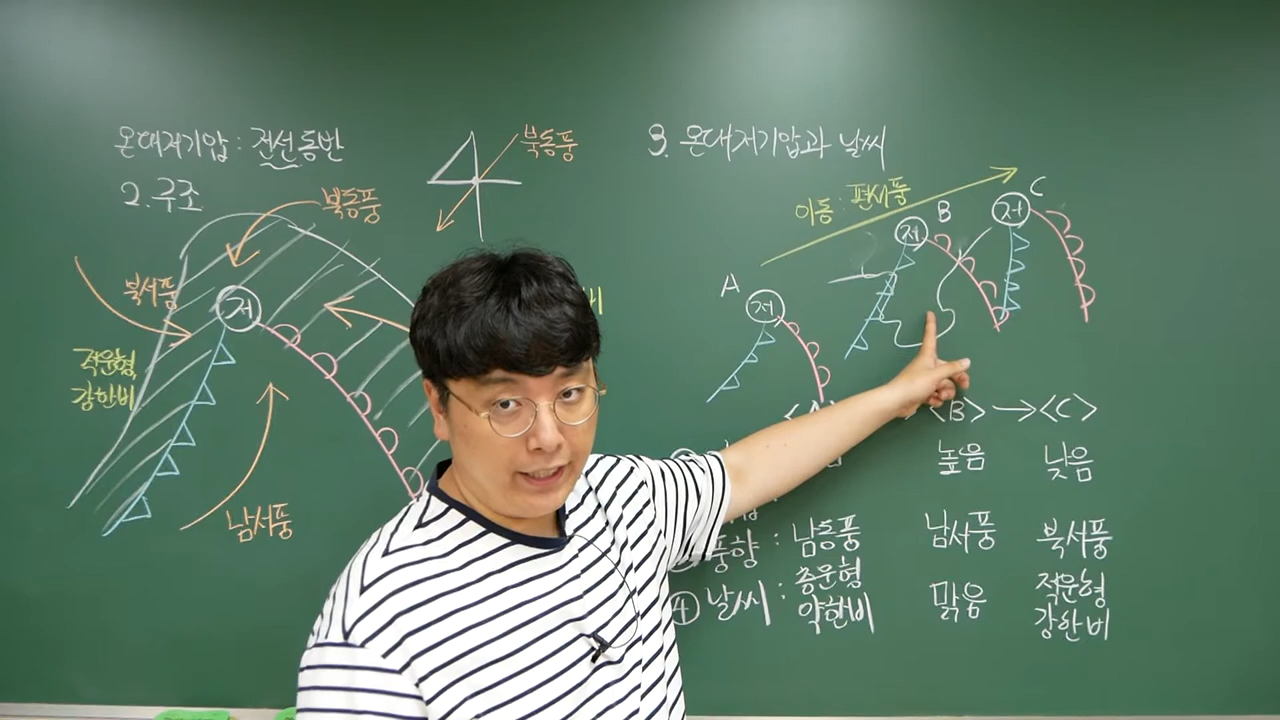 온대저기압 : 전선동반
2. 구조
북동풍
북동풍
북서풍
저
적운형
강한비
남서풍
3. 온대저기압과 날씨
이동 : 편서풍
A
저
B
저
C
저
<B> → <C>
높음 낮음
풍향 : 남동풍 남서풍 북서풍
④ 날씨 : 층운형 약한비 맑음 적운형 강한비